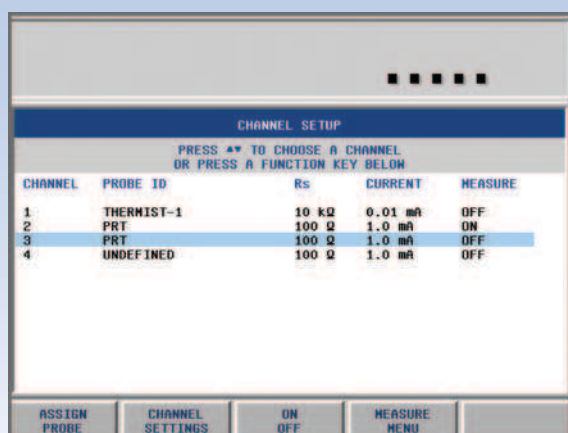 CHANNEL SETUP
PRESS ▲▼ TO CHOOSE A CHANNEL
OR PRESS A FUNCTION KEY BELOW
CHANNEL PROBE ID Rs CURRENT MEASURE
1 THERMIST-1 10 kΩ 0.01 mA OFF
2 PRT 100 Ω 1.0 mA ON
3 PRT 100 Ω 1.0 mA OFF
4 UNDEFINED 100 Ω 1.0 mA OFF
ASSIGN CHANNEL ON MEASURE
PROBE SETTINGS OFF MENU